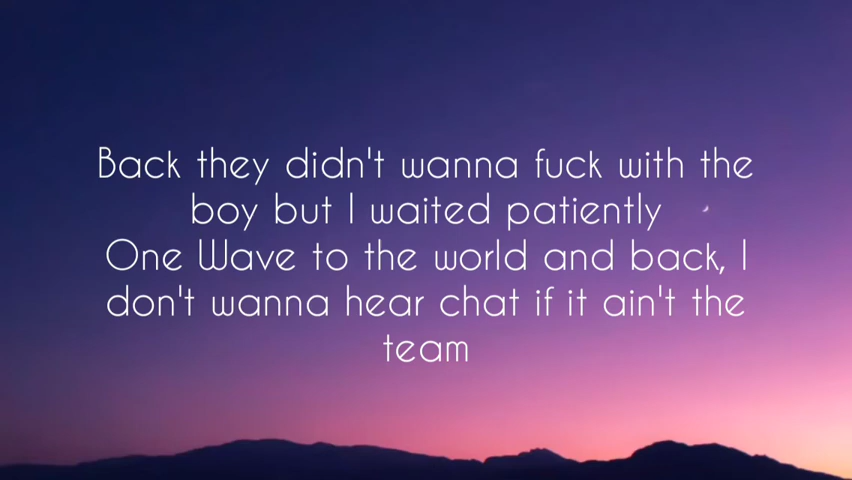 Back they didn't wanna fuck with the
boy but I waited patiently
One Wave to the world and back, I
don't wanna hear chat if it ain't the
team